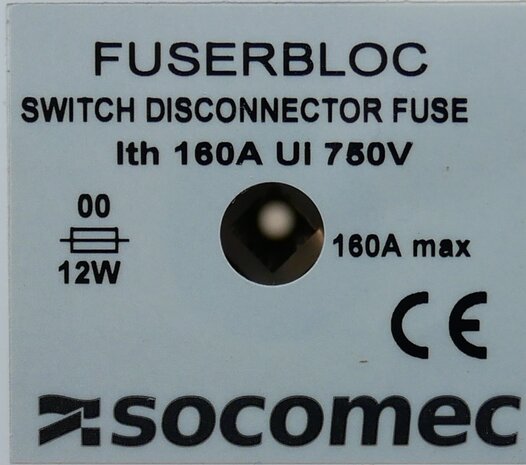 FUSERBLOC
SWITCH DISCONNECTOR FUSE
Ith 160A UI 750V
00
160A max
12W
CE
socomec